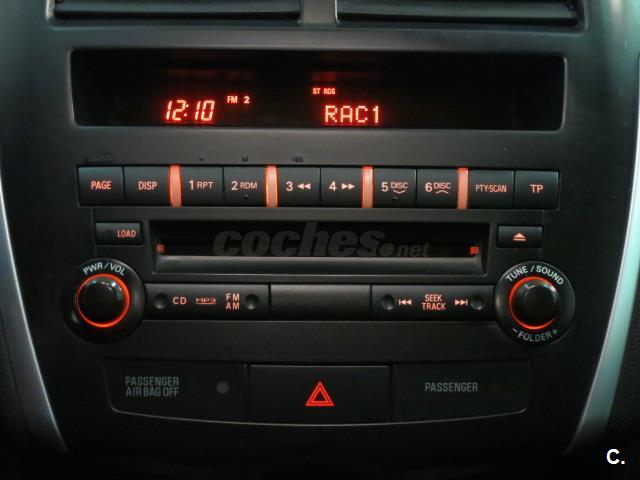 ST RDS
12:10 FM 2 RAC1
PAGE DISP 1 RPT 2 RDM 3 ◀◀ 4 ▶▶ 5 DISC 6 DISC PTY-SCAN TP
LOAD
coches.net
PWR/VOL
TUNE / SOUND
CD MP3 FM AM
SEEK TRACK
- FOLDER +
PASSENGER
AIR BAG OFF
PASSENGER
C.